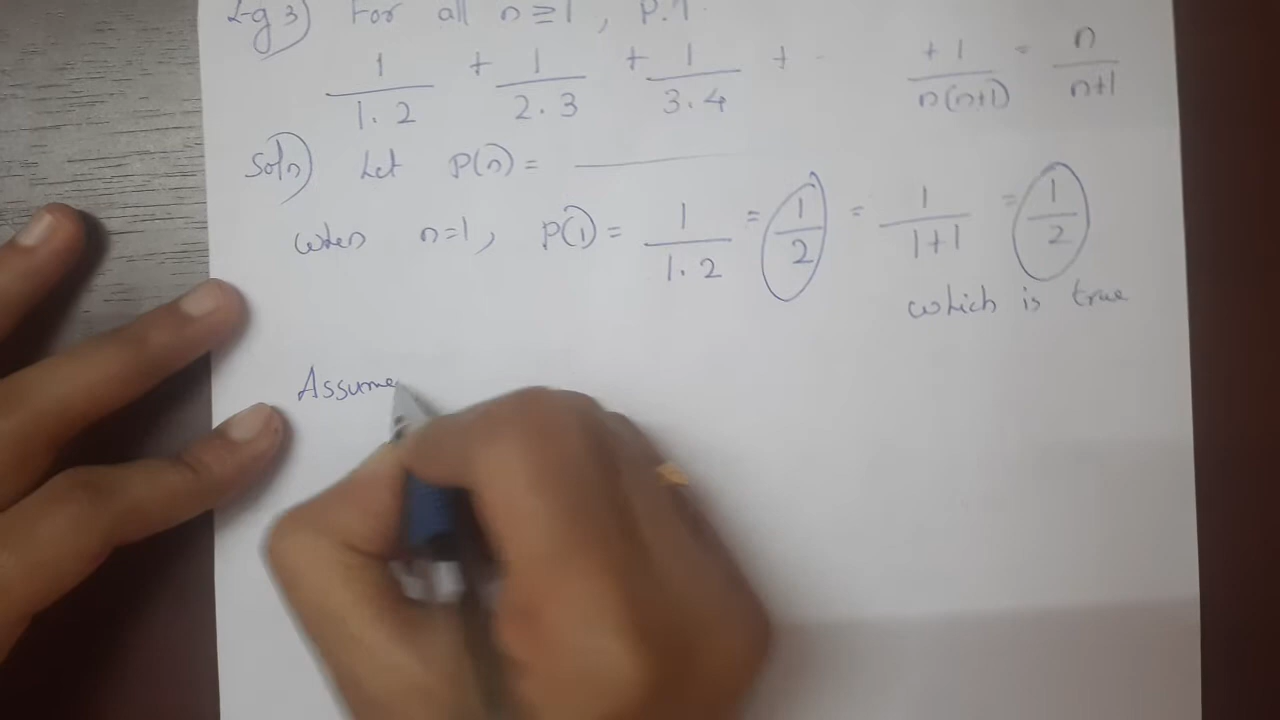 E-g 3) For all n ≥ 1, P.T
1/1.2 + 1/2.3 + 1/3.4 + - +1/n(n+1) = n/n+1
Soln) Let P(n) =
when n=1, P(1) = 1/1.2 = 1/2 = 1/1+1 = 1/2
which is true
Assume